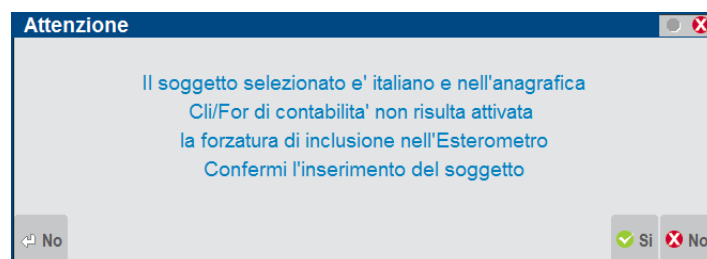 Attenzione
Il soggetto selezionato e' italiano e nell'anagrafica
Cli/For di contabilita' non risulta attivata
la forzatura di inclusione nell'Esterometro
Confermi l'inserimento del soggetto
No
Si
No